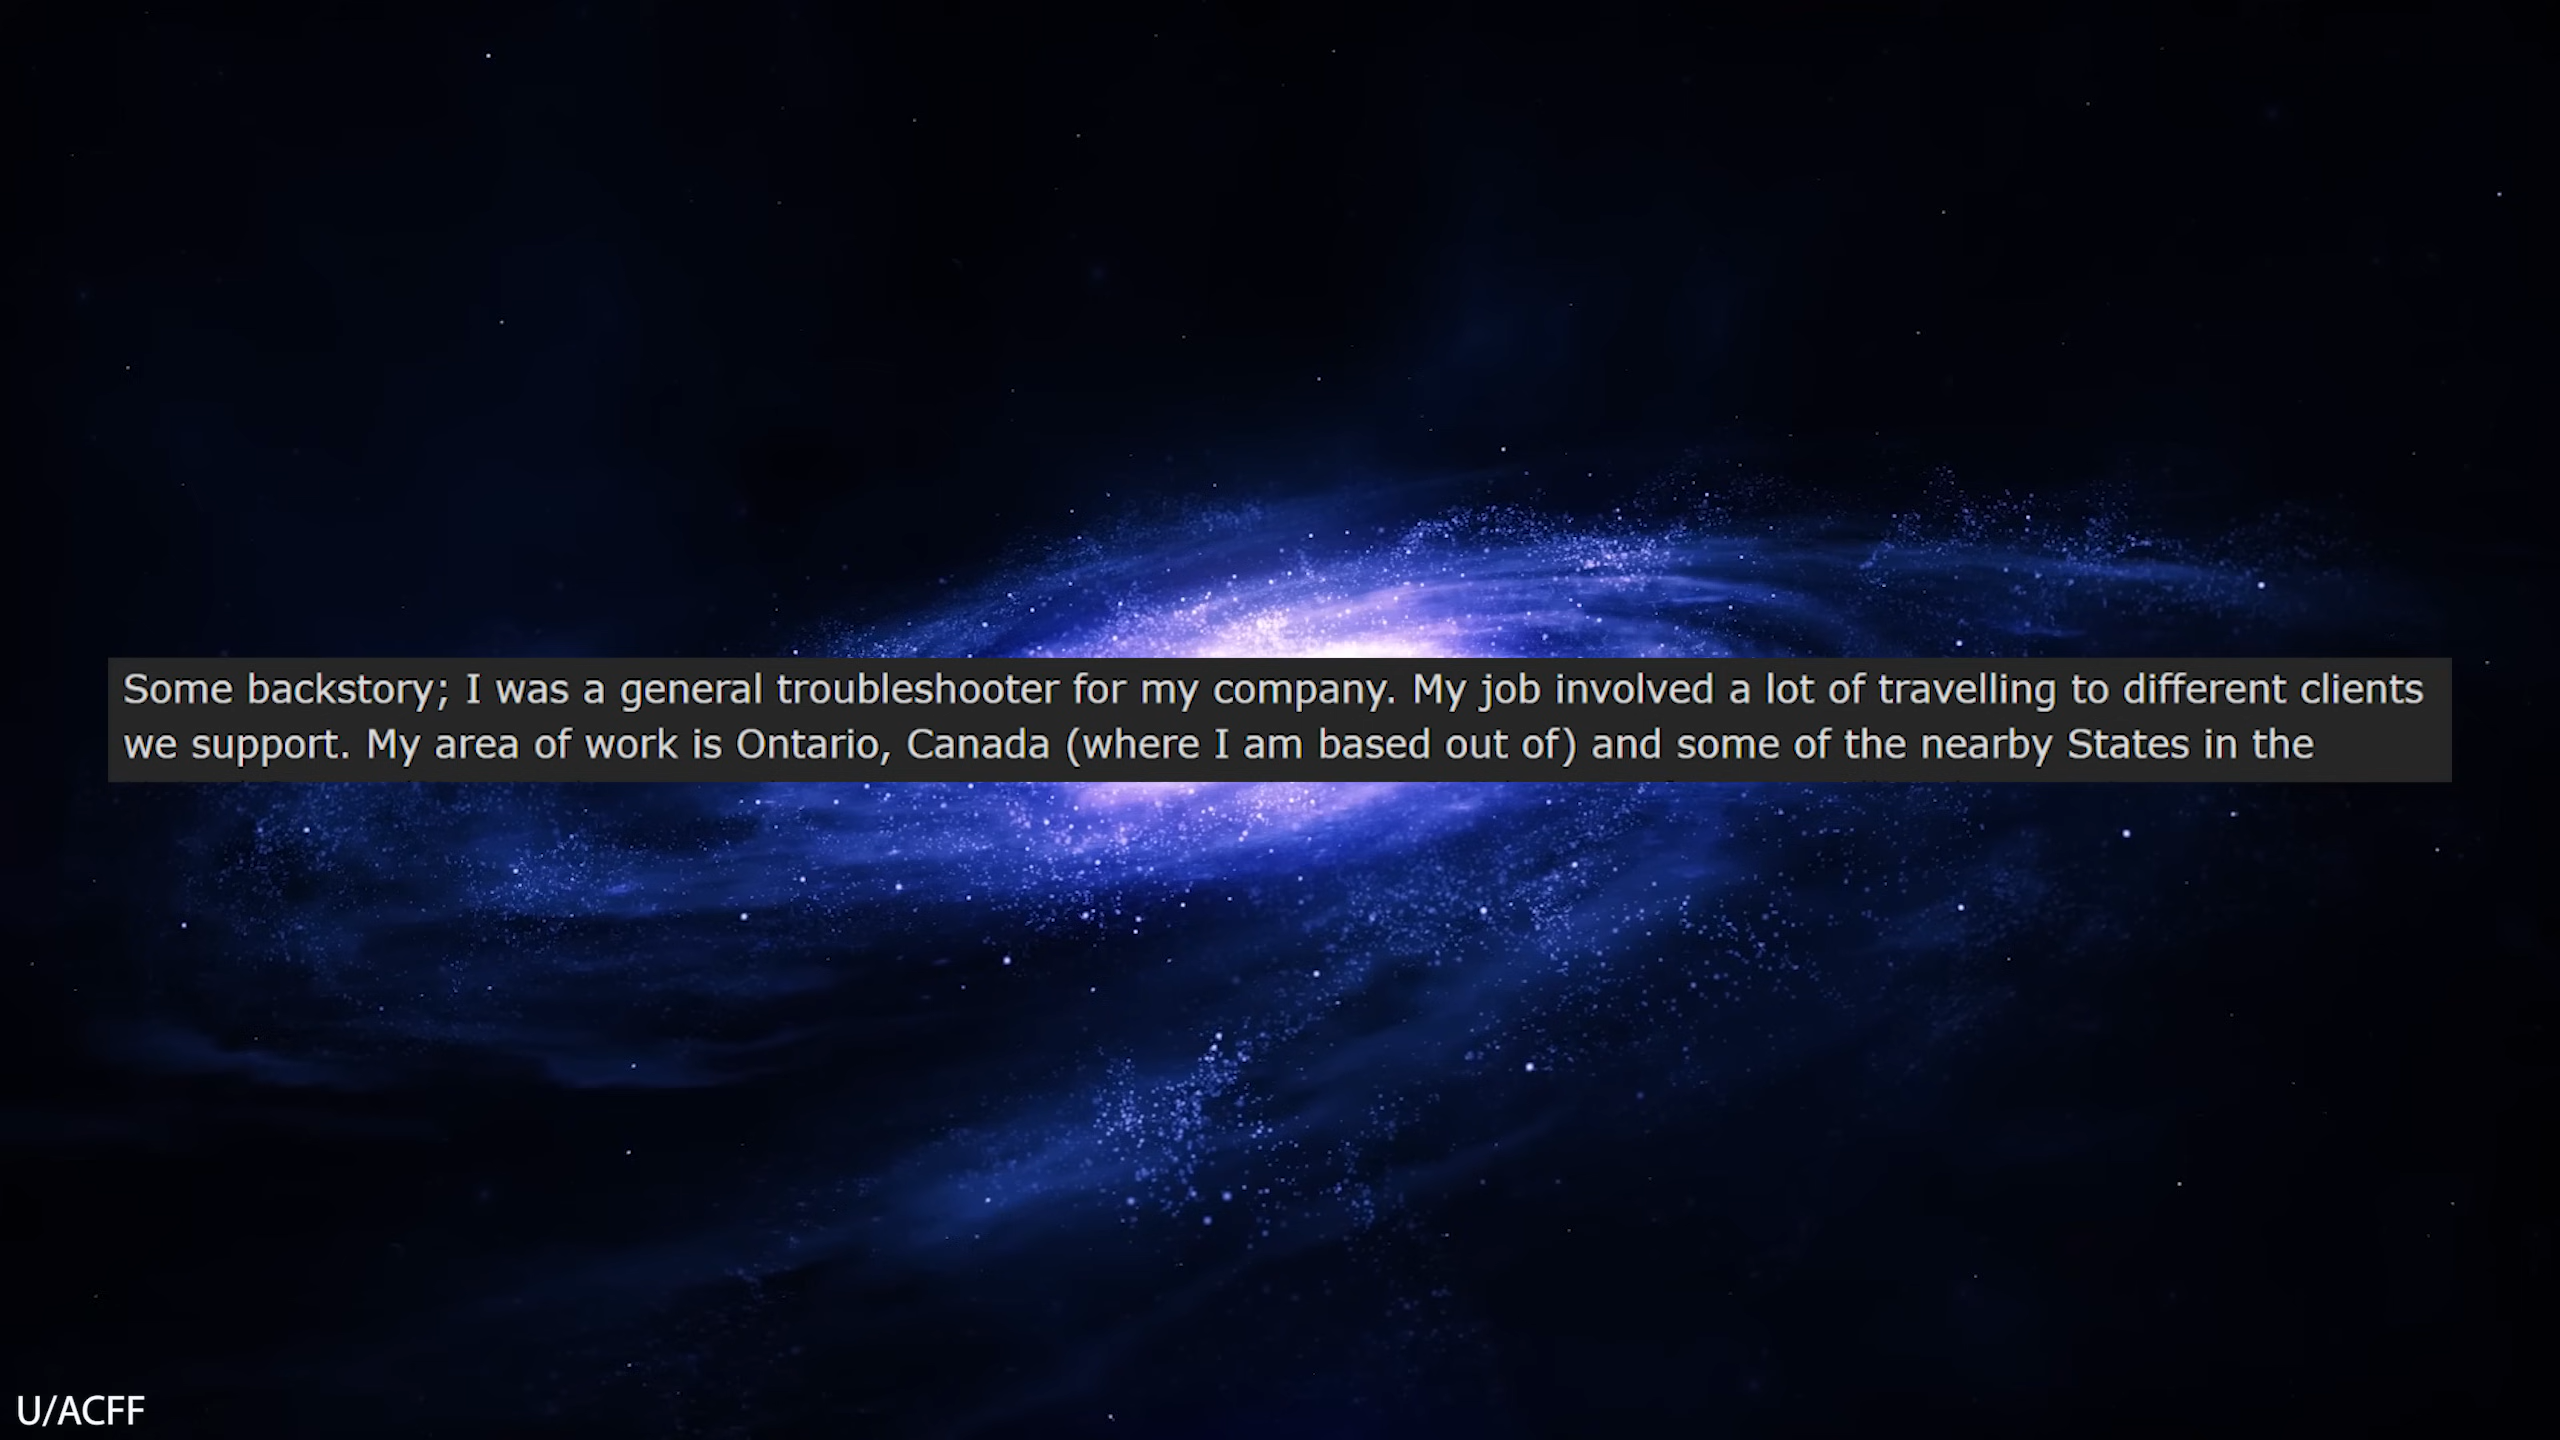 Some backstory; I was a general troubleshooter for my company. My job involved a lot of travelling to different clients
we support. My area of work is Ontario, Canada (where I am based out of) and some of the nearby States in the
U/ACFF